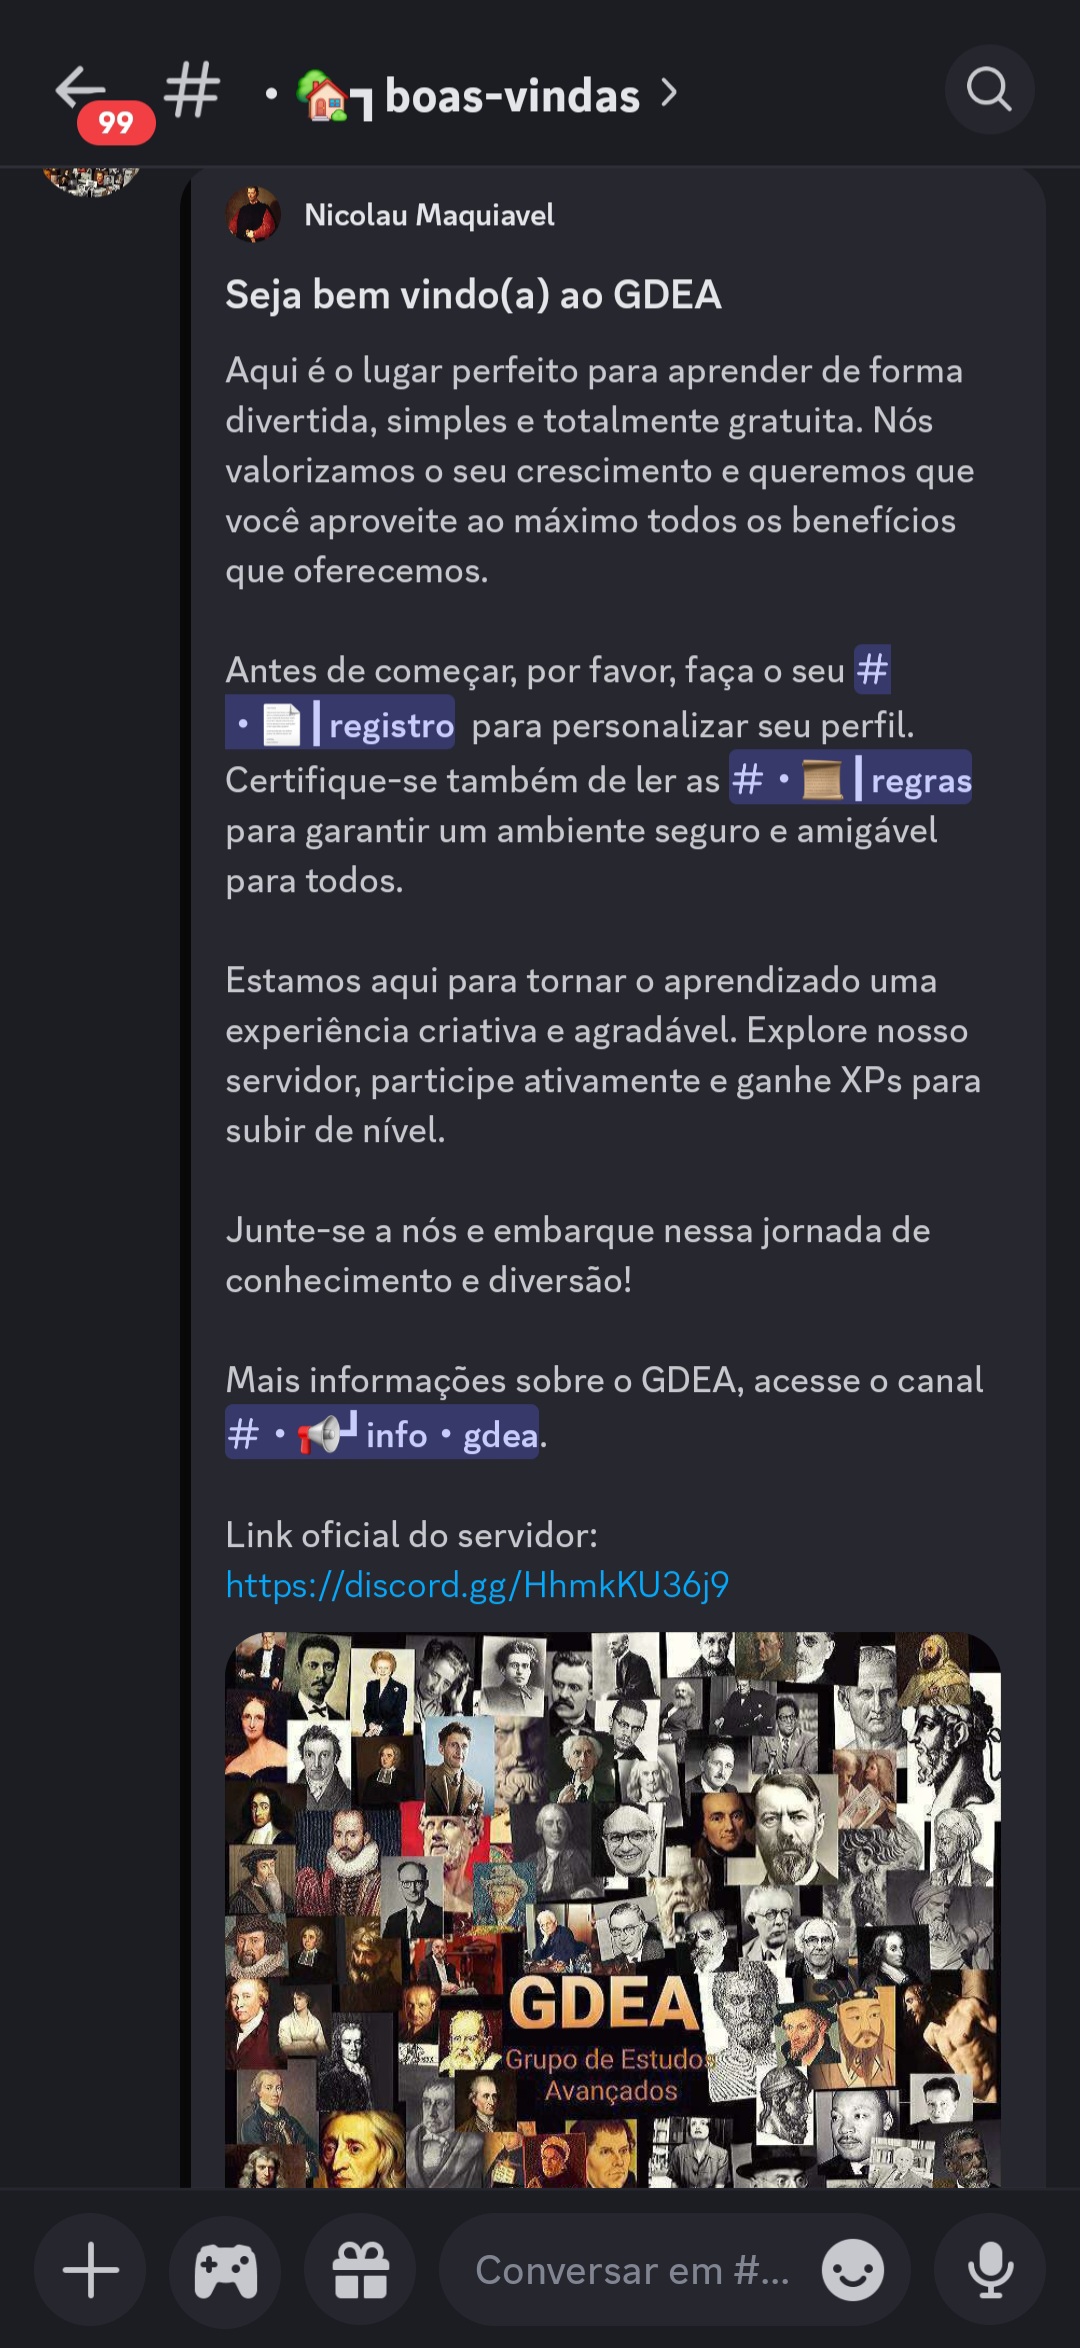 99
# • 🏡┓boas-vindas
Nicolau Maquiavel
Seja bem vindo(a) ao GDEA
Aqui é o lugar perfeito para aprender de forma
divertida, simples e totalmente gratuita. Nós
valorizamos o seu crescimento e queremos que
você aproveite ao máximo todos os benefícios
que oferecemos.
Antes de começar, por favor, faça o seu #
• 📄┃registro para personalizar seu perfil.
Certifique-se também de ler as # • 📜┃regras
para garantir um ambiente seguro e amigável
para todos.
Estamos aqui para tornar o aprendizado uma
experiência criativa e agradável. Explore nosso
servidor, participe ativamente e ganhe XPs para
subir de nível.
Junte-se a nós e embarque nessa jornada de
conhecimento e diversão!
Mais informações sobre o GDEA, acesse o canal
# • 📢┛info • gdea.
Link oficial do servidor:
https://discord.gg/HhmkKU36j9
GDEA
Grupo de Estudos
Avançados
Conversar em #...